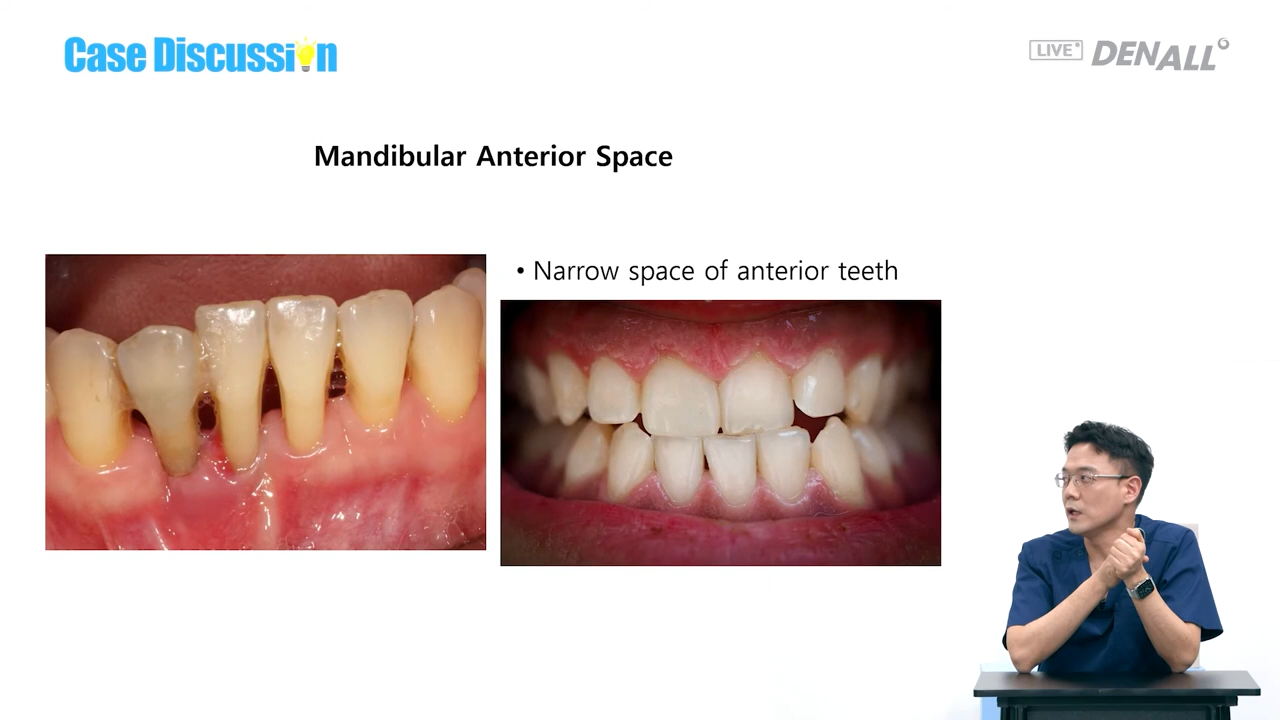 Case Discussion
LIVE DENALL
Mandibular Anterior Space
• Narrow space of anterior teeth